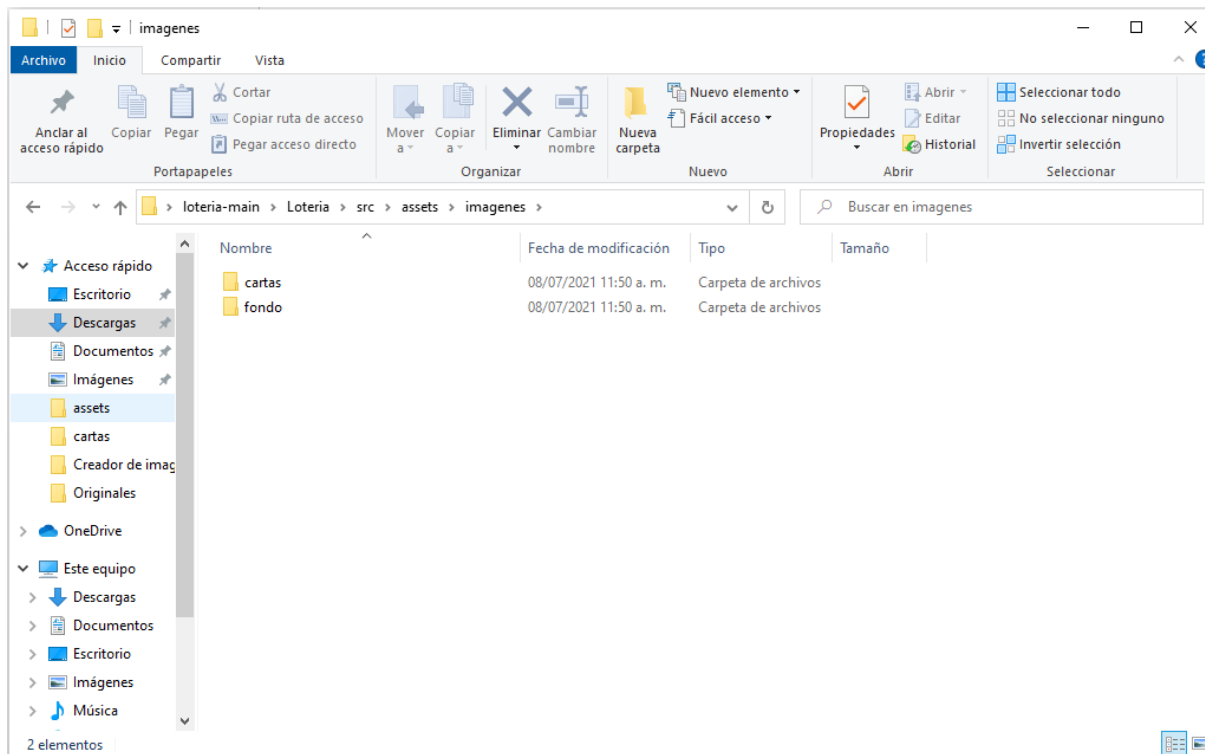 imagenes
Archivo Inicio Compartir Vista
Anclar al acceso rápido
Copiar
Pegar
Cortar
Copiar ruta de acceso
Pegar acceso directo
Portapapeles
Mover a
Copiar a
Eliminar
Cambiar nombre
Organizar
Nueva carpeta
Nuevo elemento
Fácil acceso
Nuevo
Propiedades
Abrir
Editar
Historial
Abrir
Seleccionar todo
No seleccionar ninguno
Invertir selección
Seleccionar
loteria-main > Loteria > src > assets > imagenes >
Buscar en imagenes
Nombre Fecha de modificación Tipo Tamaño
cartas 08/07/2021 11:50 a. m. Carpeta de archivos
fondo 08/07/2021 11:50 a. m. Carpeta de archivos
Acceso rápido
Escritorio
Descargas
Documentos
Imágenes
assets
cartas
Creador de imag
Originales
OneDrive
Este equipo
Descargas
Documentos
Escritorio
Imágenes
Música
2 elementos